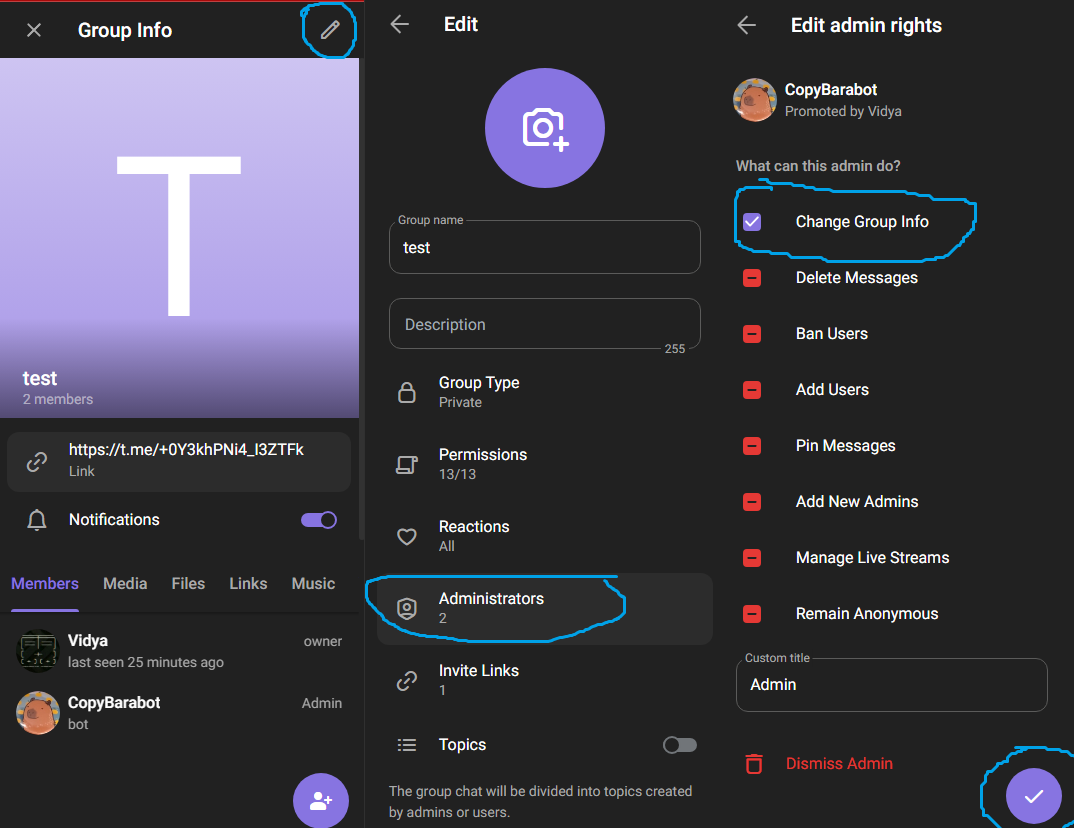 Group Info
T
test
2 members
https://t.me/+0Y3khPNi4_I3ZTFk
Link
Notifications
Members Media Files Links Music
Vidya owner
last seen 25 minutes ago
CopyBarabot Admin
bot
Edit
Group name
test
Description
255
Group Type
Private
Permissions
13/13
Reactions
All
Administrators
2
Invite Links
1
Topics
The group chat will be divided into topics created
by admins or users.
Edit admin rights
CopyBarabot
Promoted by Vidya
What can this admin do?
Change Group Info
Delete Messages
Ban Users
Add Users
Pin Messages
Add New Admins
Manage Live Streams
Remain Anonymous
Custom title
Admin
Dismiss Admin